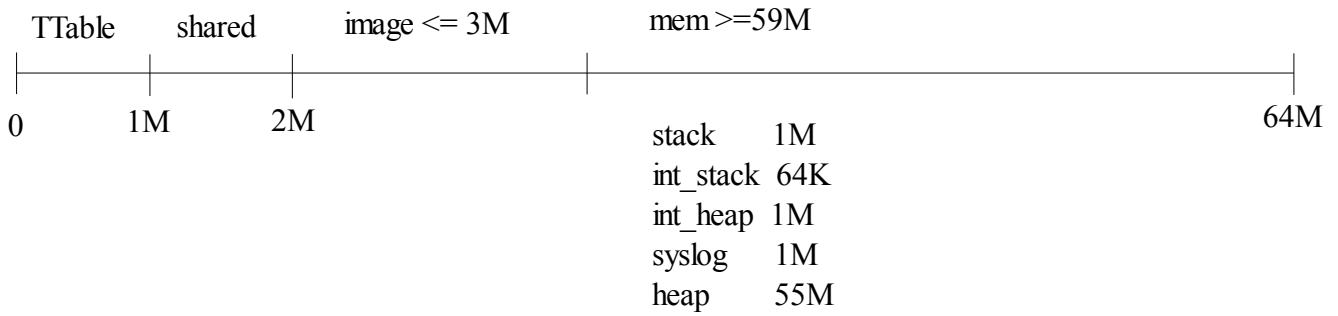 TTable shared image <= 3M mem >=59M
0 1M 2M 64M
stack 1M
int_stack 64K
int_heap 1M
syslog 1M
heap 55M